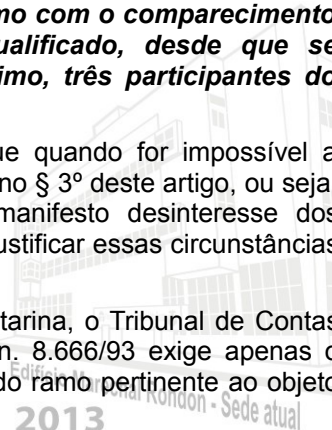 mo com o comparecimento
ualificado, desde que se
imo, três participantes do
ue quando for impossível a
no § 3º deste artigo, ou seja,
manifesto desinteresse dos
ustificar essas circunstâncias
tarina, o Tribunal de Contas
n. 8.666/93 exige apenas o
do ramo pertinente ao objeto
Edifício Marechal Rondon - Sede atual
2013